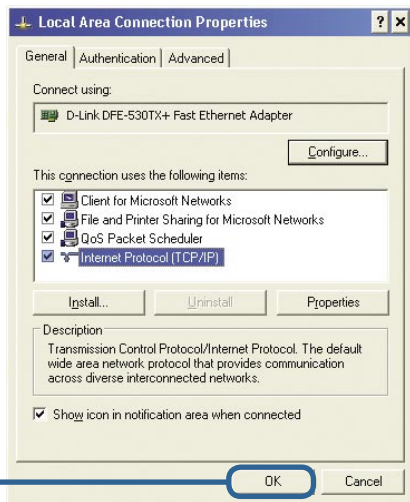 Local Area Connection Properties
General Authentication Advanced
Connect using:
D-Link DFE-530TX+ Fast Ethernet Adapter
Configure...
This connection uses the following items:
Client for Microsoft Networks
File and Printer Sharing for Microsoft Networks
QoS Packet Scheduler
Internet Protocol (TCP/IP)
Install... Uninstall Properties
Description
Transmission Control Protocol/Internet Protocol. The default
wide area network protocol that provides communication
across diverse interconnected networks.
Show icon in notification area when connected
OK Cancel